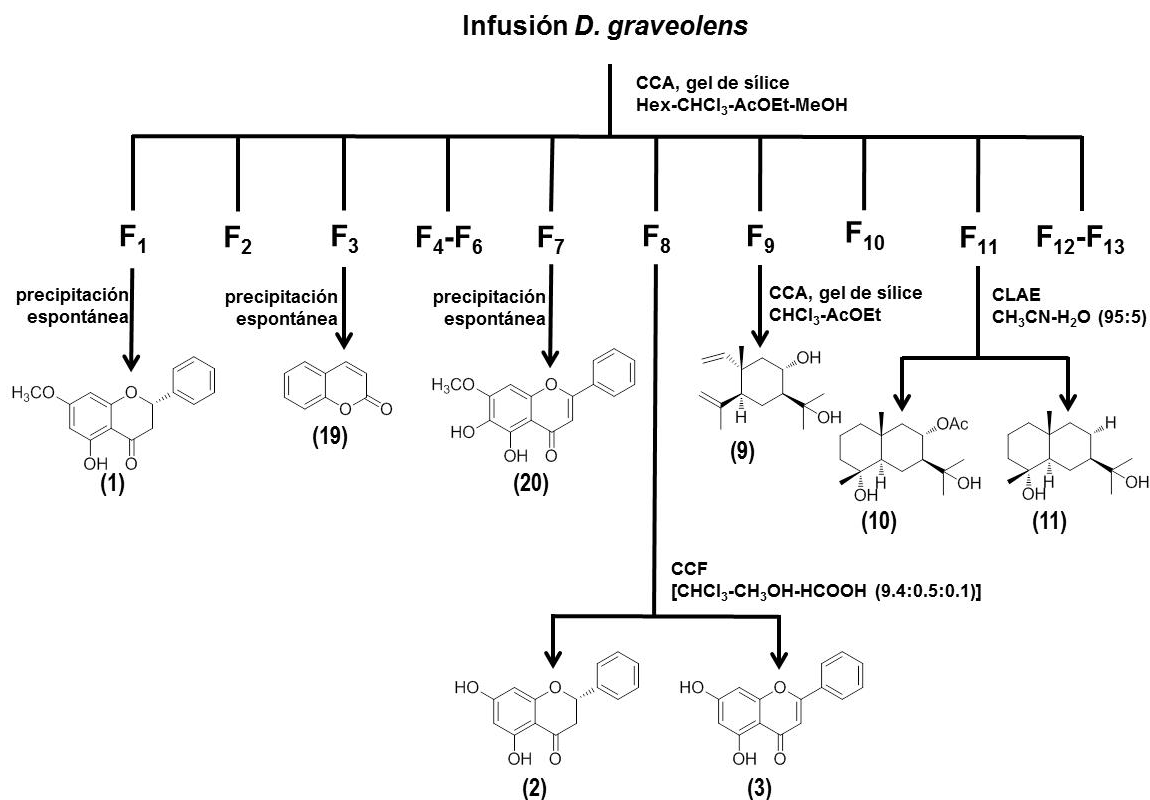 Infusión D. graveolens
CCA, gel de sílice
Hex-CHCl₃-AcOEt-MeOH
F₁
F₂
F₃
F₄-F₆
F₇
F₈
F₉
F₁₀
F₁₁
F₁₂-F₁₃
precipitación
espontánea
precipitación
espontánea
precipitación
espontánea
CCA, gel de sílice
CHCl₃-AcOEt
CLAE
CH₃CN-H₂O (95:5)
H₃CO
O
OH
O
(1)
O
O
(19)
H₃CO
O
HO
OH
O
(20)
OH
H
OH
(9)
OAc
H
OH
OH
(10)
H
H
OH
OH
(11)
CCF
[CHCl₃-CH₃OH-HCOOH (9.4:0.5:0.1)]
HO
O
OH
O
(2)
HO
O
OH
O
(3)